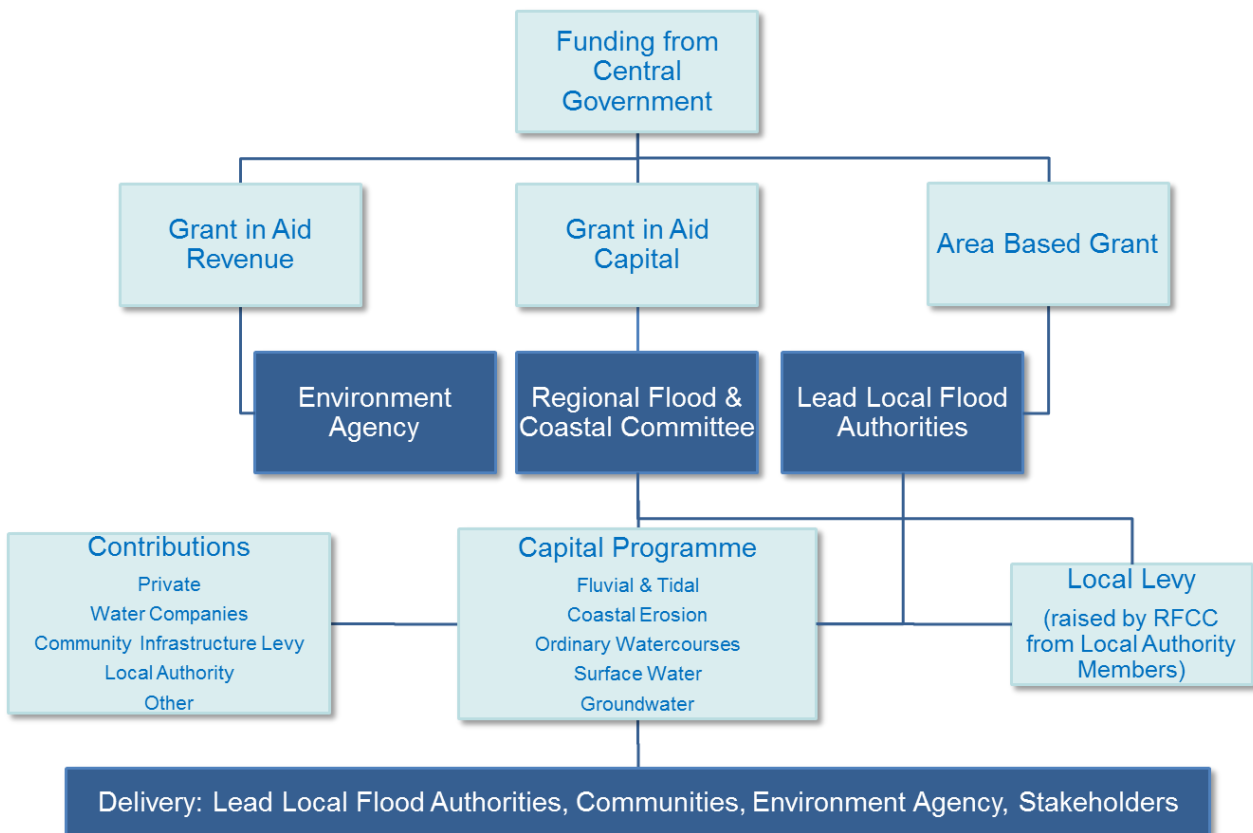 Funding from
Central
Government
Grant in Aid
Revenue
Grant in Aid
Capital
Area Based Grant
Environment
Agency
Regional Flood &
Coastal Committee
Lead Local Flood
Authorities
Contributions
Private
Water Companies
Community Infrastructure Levy
Local Authority
Other
Capital Programme
Fluvial & Tidal
Coastal Erosion
Ordinary Watercourses
Surface Water
Groundwater
Local Levy
(raised by RFCC
from Local Authority
Members)
Delivery: Lead Local Flood Authorities, Communities, Environment Agency, Stakeholders